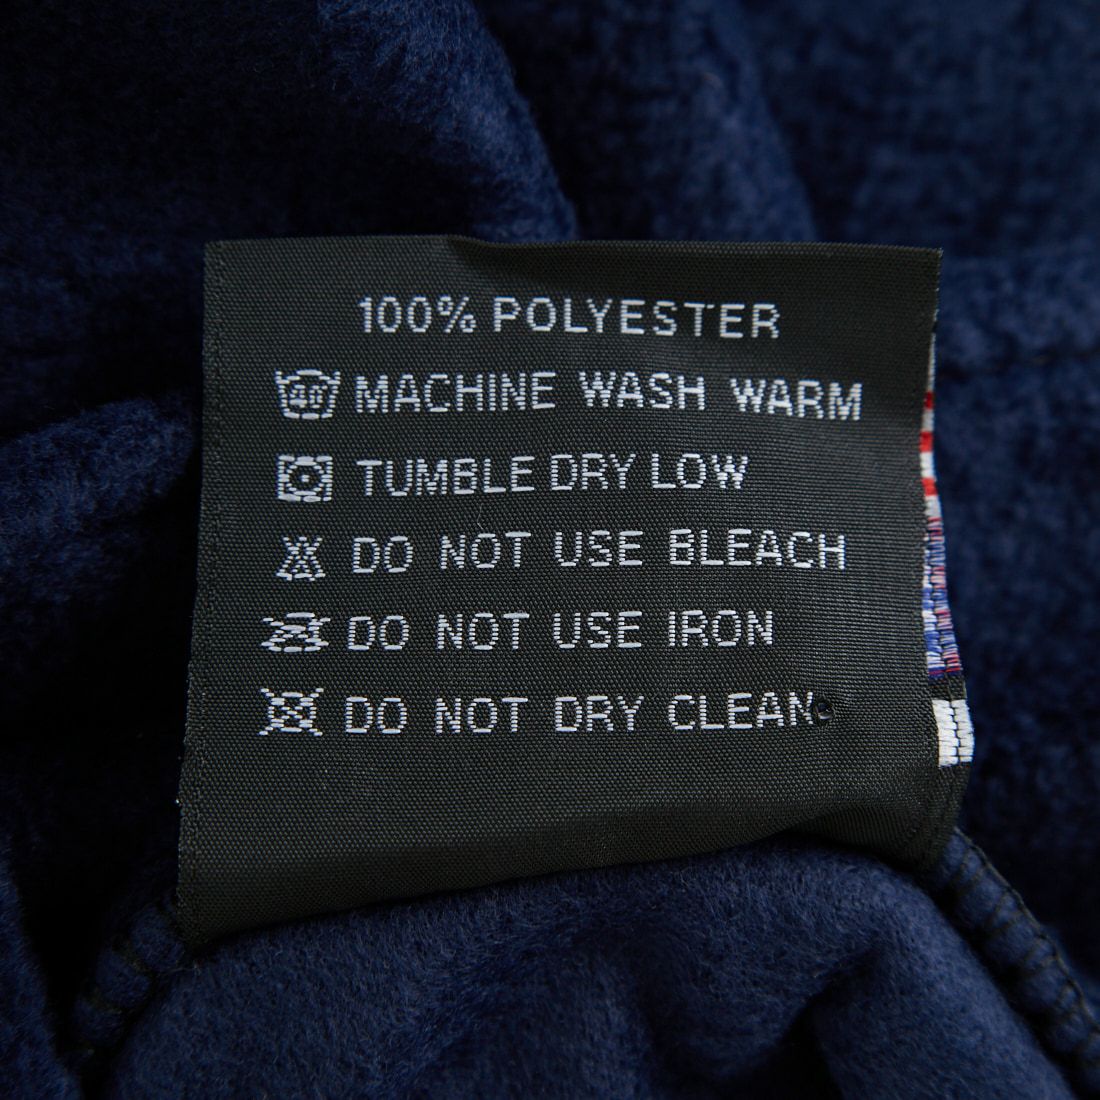 100% POLYESTER
40 MACHINE WASH WARM
TUMBLE DRY LOW
DO NOT USE BLEACH
DO NOT USE IRON
DO NOT DRY CLEAN